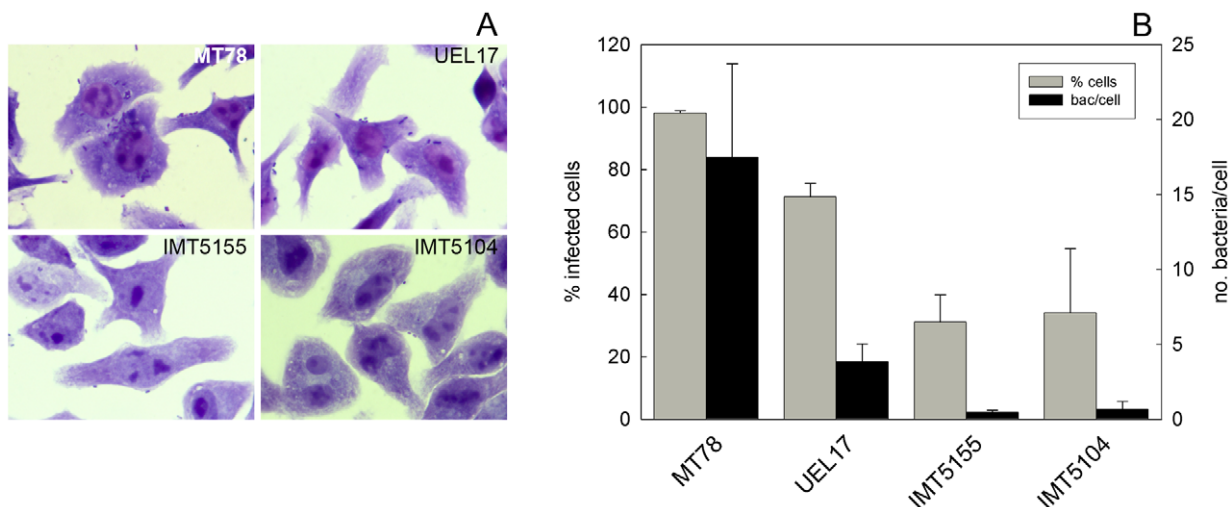 A
MT78
UEL17
IMT5155
IMT5104
B
% cells
bac/cell
% infected cells
120
100
80
60
40
20
0
no. bacteria/cell
25
20
15
10
5
0
MT78
UEL17
IMT5155
IMT5104